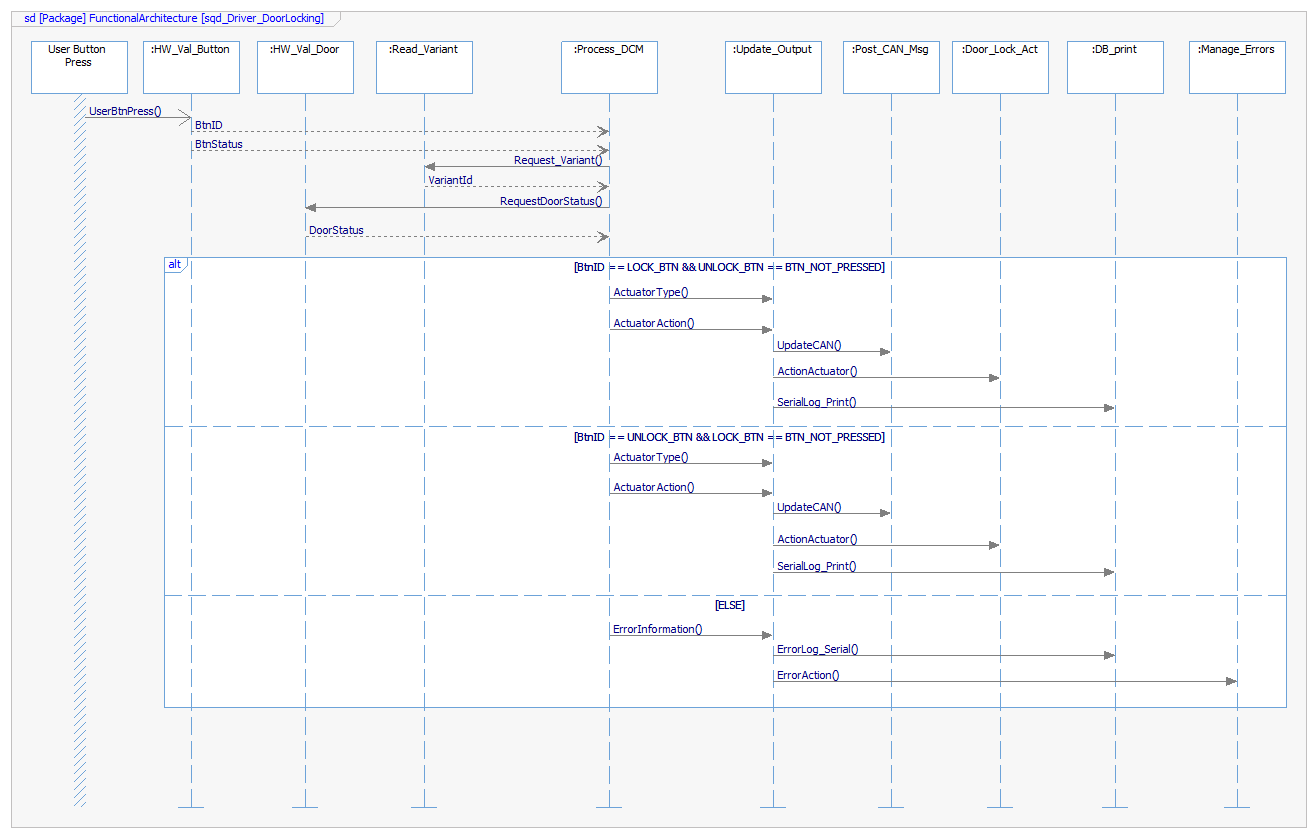 sd [Package] FunctionalArchitecture [sqd_Driver_DoorLocking]
User Button
Press
:HW_Val_Button
:HW_Val_Door
:Read_Variant
:Process_DCM
:Update_Output
:Post_CAN_Msg
:Door_Lock_Act
:DB_print
:Manage_Errors
UserBtnPress()
BtnID
BtnStatus
Request_Variant()
VariantId
RequestDoorStatus()
DoorStatus
alt
[BtnID == LOCK_BTN && UNLOCK_BTN == BTN_NOT_PRESSED]
ActuatorType()
ActuatorAction()
UpdateCAN()
ActionActuator()
SerialLog_Print()
[BtnID == UNLOCK_BTN && LOCK_BTN == BTN_NOT_PRESSED]
ActuatorType()
ActuatorAction()
UpdateCAN()
ActionActuator()
SerialLog_Print()
[ELSE]
ErrorInformation()
ErrorLog_Serial()
ErrorAction()